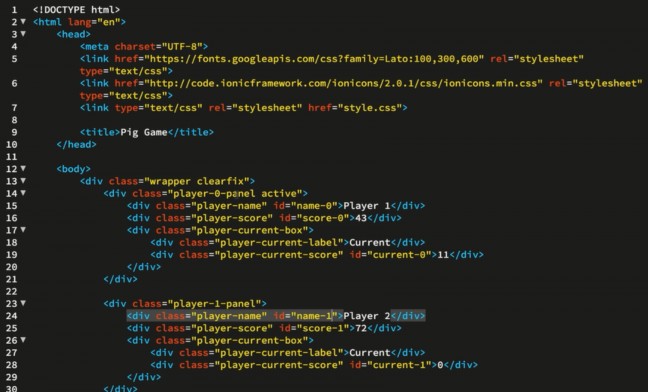 1 <!DOCTYPE html>
2 <html lang="en">
3 <head>
4 <meta charset="UTF-8">
5 <link href="https://fonts.googleapis.com/css?family=Lato:100,300,600" rel="stylesheet"
type="text/css">
6 <link href="http://code.ionicframework.com/ionicons/2.0.1/css/ionicons.min.css" rel="stylesheet"
type="text/css">
7 <link type="text/css" rel="stylesheet" href="style.css">
8
9 <title>Pig Game</title>
10 </head>
11
12 <body>
13 <div class="wrapper clearfix">
14 <div class="player-0-panel active">
15 <div class="player-name" id="name-0">Player 1</div>
16 <div class="player-score" id="score-0">43</div>
17 <div class="player-current-box">
18 <div class="player-current-label">Current</div>
19 <div class="player-current-score" id="current-0">11</div>
20 </div>
21 </div>
22
23 <div class="player-1-panel">
24 <div class="player-name" id="name-1">Player 2</div>
25 <div class="player-score" id="score-1">72</div>
26 <div class="player-current-box">
27 <div class="player-current-label">Current</div>
28 <div class="player-current-score" id="current-1">0</div>
29 </div>
30 </div>